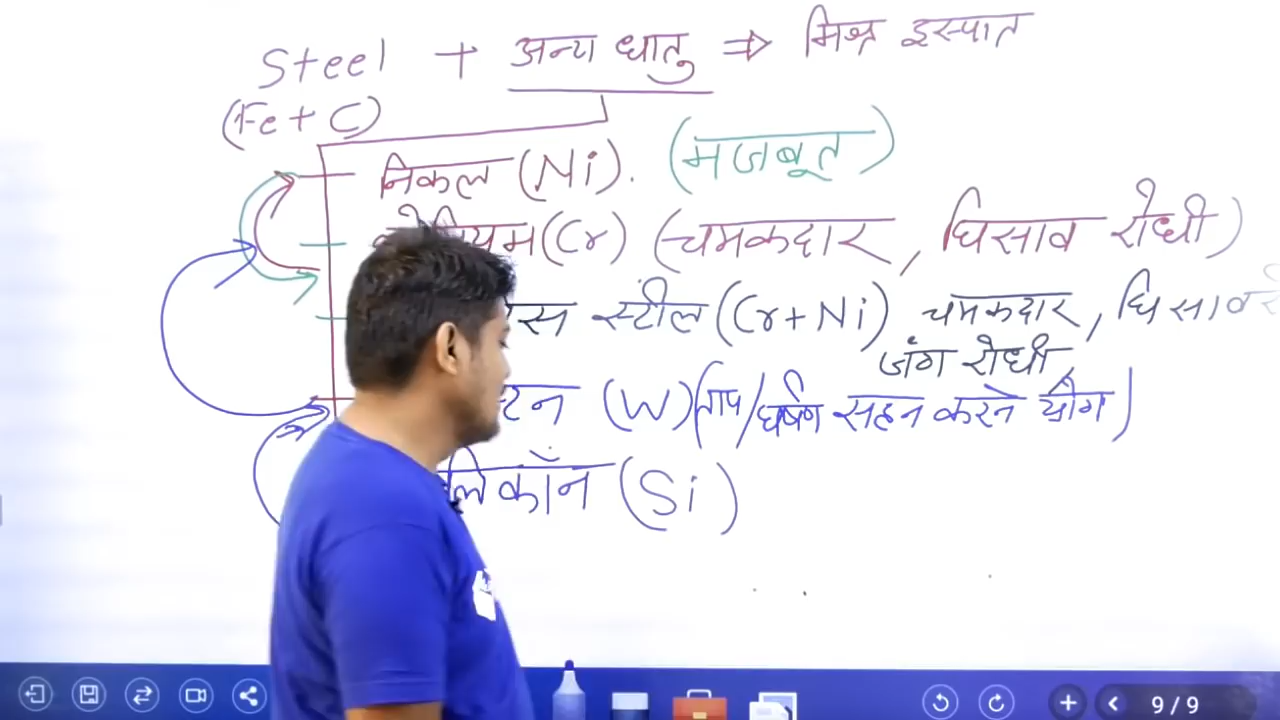 Steel + अन्य धातु ⇒ मिश्र इस्पात
(Fe + C)
निकल (Ni). (मजबूत)
(Cr) (चमकदार, घिसाव रोधी)
स्टील (Cr+Ni) चमकदार, घिसाव
जंग रोधी
(W) (ताप/घर्षण सहन करने योग)
(Si)
9 / 9